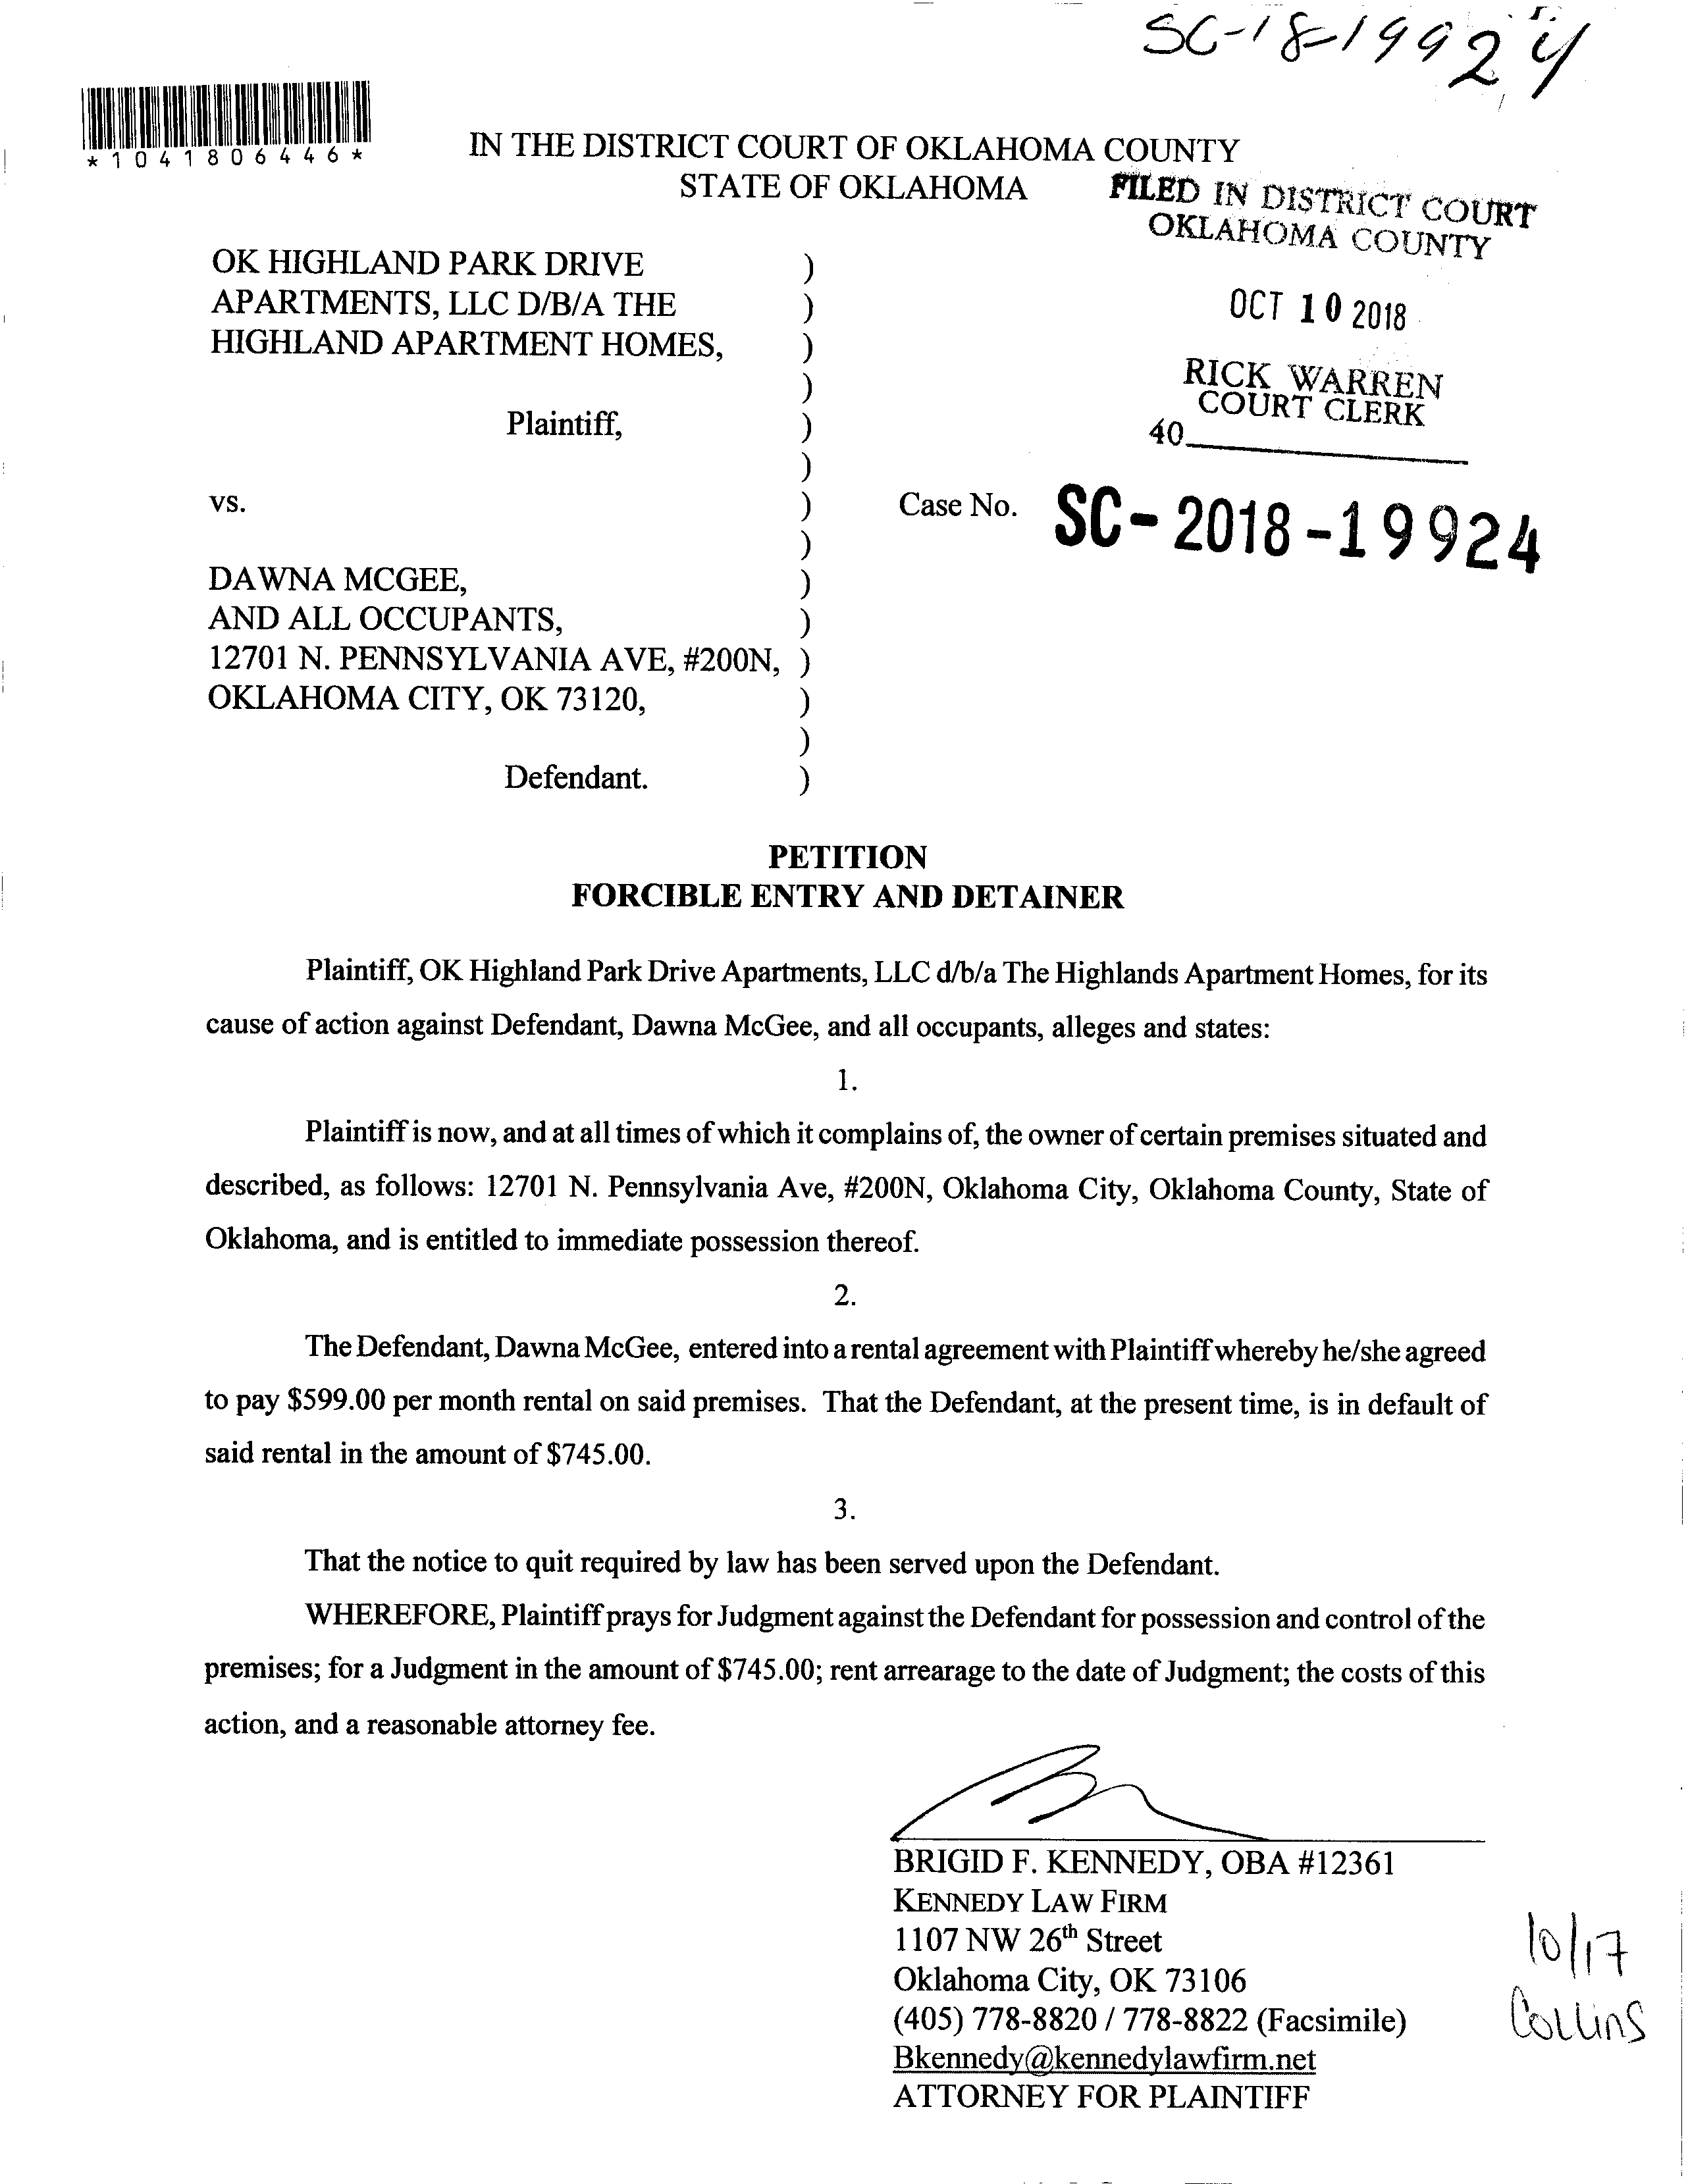 SC-18-19924
*1041806446*
IN THE DISTRICT COURT OF OKLAHOMA COUNTY
STATE OF OKLAHOMA
FILED IN DISTRICT COURT
OKLAHOMA COUNTY
OCT 10 2018
RICK WARREN
COURT CLERK
40
OK HIGHLAND PARK DRIVE )
APARTMENTS, LLC D/B/A THE )
HIGHLAND APARTMENT HOMES, )
)
Plaintiff, )
)
vs. ) Case No. SC-2018-19924
)
DAWNA MCGEE, )
AND ALL OCCUPANTS, )
12701 N. PENNSYLVANIA AVE, #200N, )
OKLAHOMA CITY, OK 73120, )
)
Defendant. )
PETITION
FORCIBLE ENTRY AND DETAINER
Plaintiff, OK Highland Park Drive Apartments, LLC d/b/a The Highlands Apartment Homes, for its
cause of action against Defendant, Dawna McGee, and all occupants, alleges and states:
1.
Plaintiff is now, and at all times of which it complains of, the owner of certain premises situated and
described, as follows: 12701 N. Pennsylvania Ave, #200N, Oklahoma City, Oklahoma County, State of
Oklahoma, and is entitled to immediate possession thereof.
2.
The Defendant, Dawna McGee, entered into a rental agreement with Plaintiff whereby he/she agreed
to pay $599.00 per month rental on said premises. That the Defendant, at the present time, is in default of
said rental in the amount of $745.00.
3.
That the notice to quit required by law has been served upon the Defendant.
WHEREFORE, Plaintiff prays for Judgment against the Defendant for possession and control of the
premises; for a Judgment in the amount of $745.00; rent arrearage to the date of Judgment; the costs of this
action, and a reasonable attorney fee.
BRIGID F. KENNEDY, OBA #12361
KENNEDY LAW FIRM
1107 NW 26th Street
Oklahoma City, OK 73106
(405) 778-8820 / 778-8822 (Facsimile)
Bkennedy@kennedylawfirm.net
ATTORNEY FOR PLAINTIFF
10/17
Collins